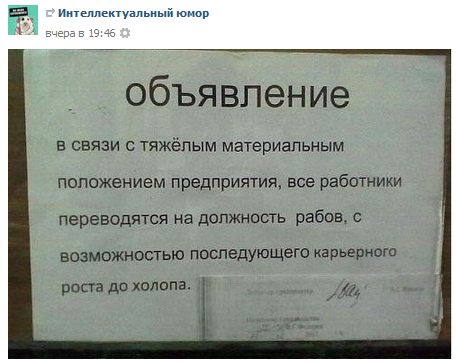 Интеллектуальный юмор
вчера в 19:46
объявление
в связи с тяжёлым материальным
положением предприятия, все работники
переводятся на должность рабов, с
возможностью последующего карьерного
роста до холопа.